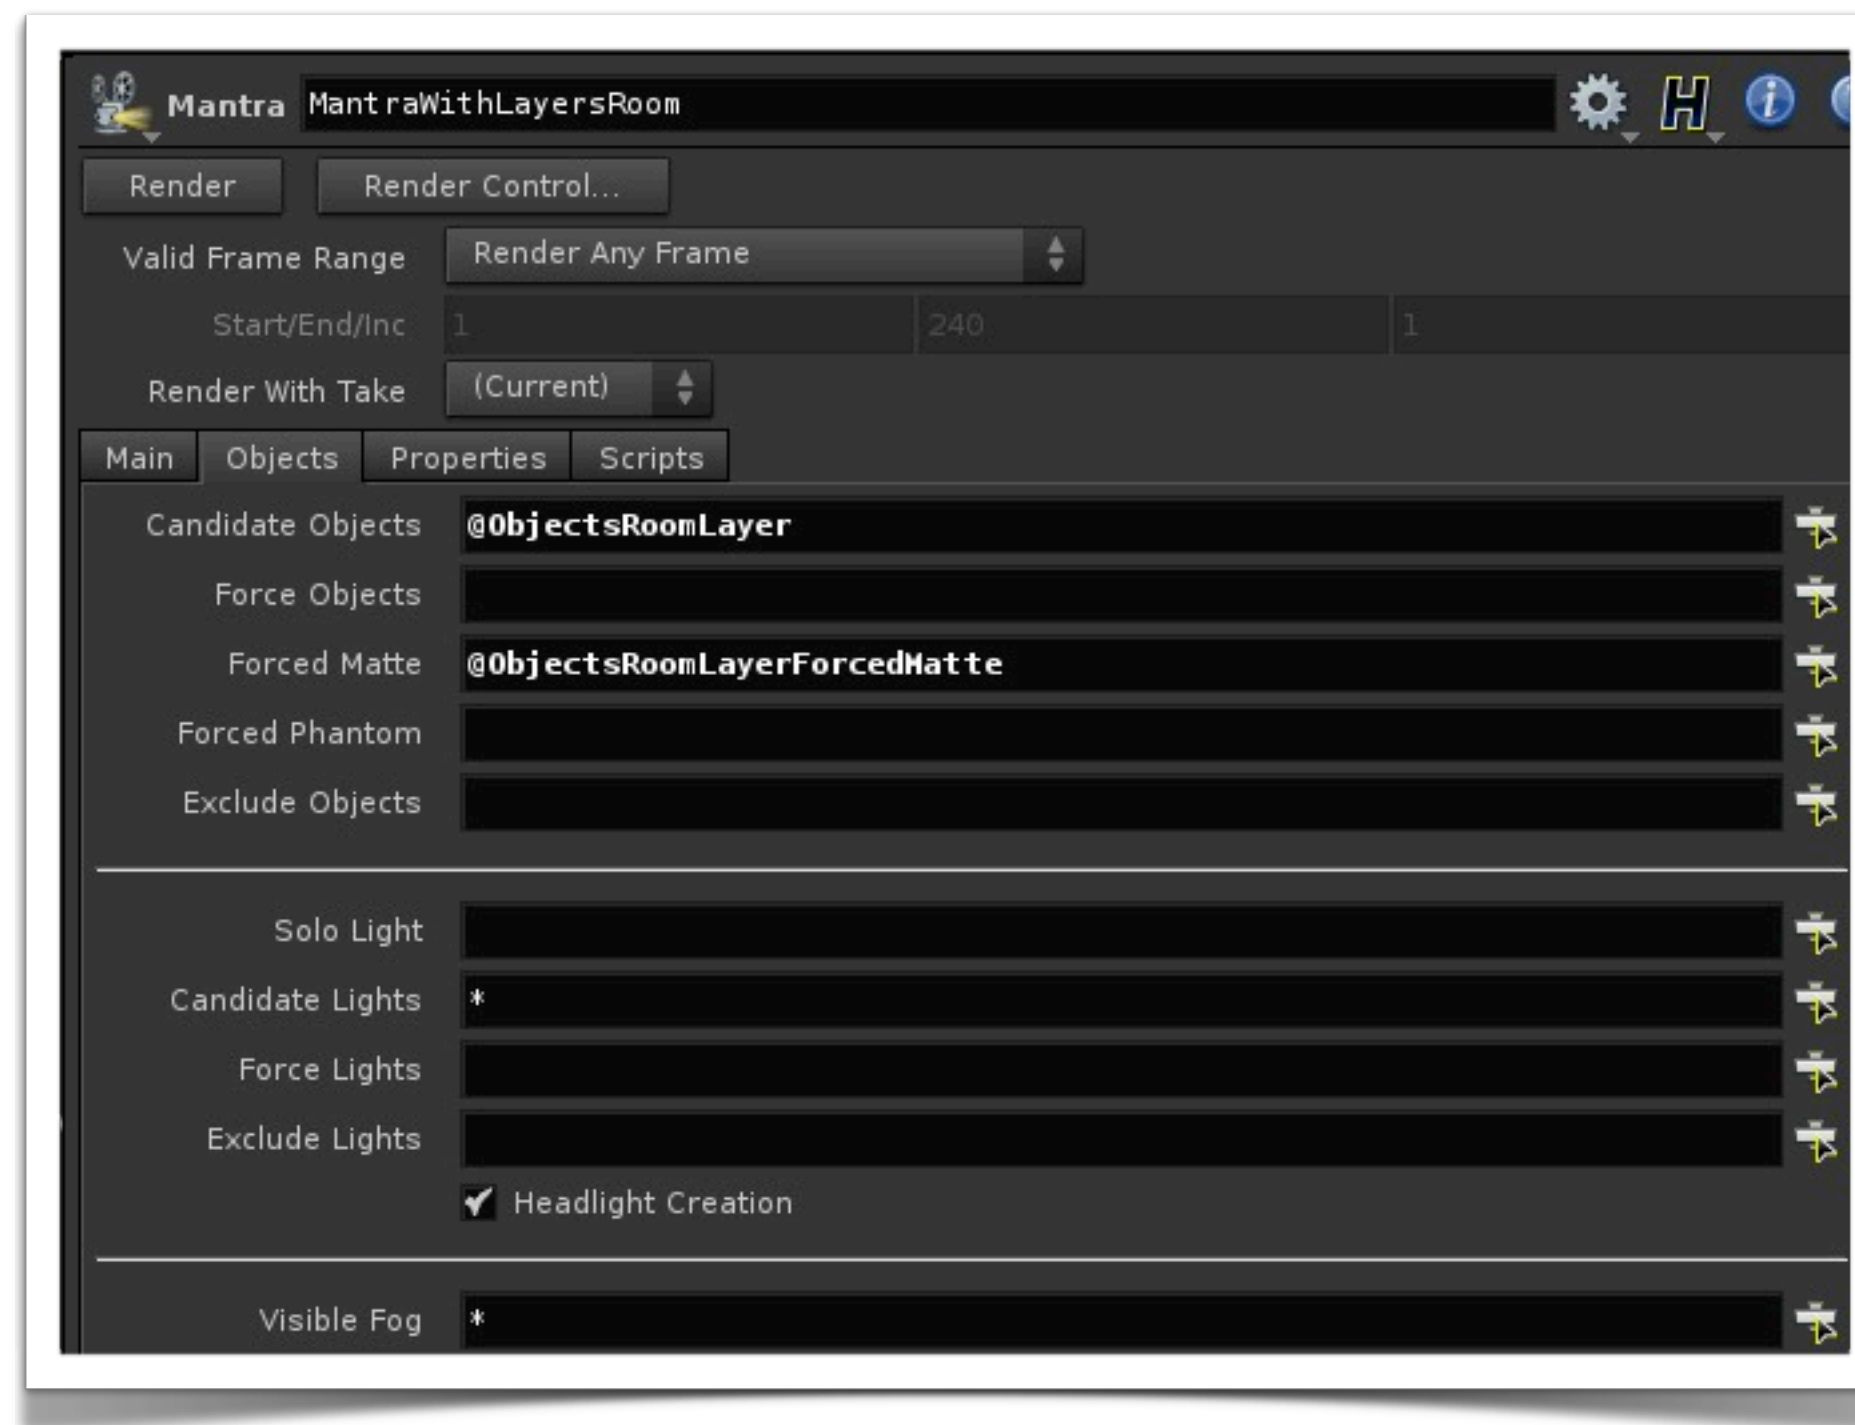 Mantra MantraWithLayersRoom
Render Render Control...
Valid Frame Range Render Any Frame
Start/End/Inc 1 240 1
Render With Take (Current)
Main Objects Properties Scripts
Candidate Objects @ObjectsRoomLayer
Force Objects
Forced Matte @ObjectsRoomLayerForcedMatte
Forced Phantom
Exclude Objects
Solo Light
Candidate Lights *
Force Lights
Exclude Lights
Headlight Creation
Visible Fog *